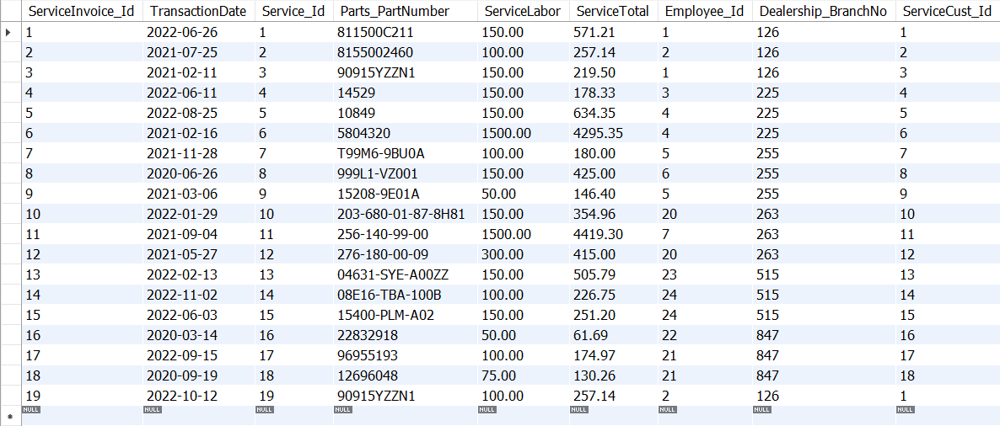 ServiceInvoice_Id TransactionDate Service_Id Parts_PartNumber ServiceLabor ServiceTotal Employee_Id Dealership_BranchNo ServiceCust_Id
1 2022-06-26 1 811500C211 150.00 571.21 1 126 1
2 2021-07-25 2 8155002460 100.00 257.14 2 126 2
3 2021-02-11 3 90915YZZN1 150.00 219.50 1 126 3
4 2022-06-11 4 14529 150.00 178.33 3 225 4
5 2022-08-25 5 10849 150.00 634.35 4 225 5
6 2021-02-16 6 5804320 1500.00 4295.35 4 225 6
7 2021-11-28 7 T99M6-9BU0A 100.00 180.00 5 255 7
8 2020-06-26 8 999L1-VZ001 150.00 425.00 6 255 8
9 2021-03-06 9 15208-9E01A 50.00 146.40 5 255 9
10 2022-01-29 10 203-680-01-87-8H81 150.00 354.96 20 263 10
11 2021-09-04 11 256-140-99-00 1500.00 4419.30 7 263 11
12 2021-05-27 12 276-180-00-09 300.00 415.00 20 263 12
13 2022-02-13 13 04631-SYE-A00ZZ 150.00 505.79 23 515 13
14 2022-11-02 14 08E16-TBA-100B 100.00 226.75 24 515 14
15 2022-06-03 15 15400-PLM-A02 150.00 251.20 24 515 15
16 2020-03-14 16 22832918 50.00 61.69 22 847 16
17 2022-09-15 17 96955193 100.00 174.97 21 847 17
18 2020-09-19 18 12696048 75.00 130.26 21 847 18
19 2022-10-12 19 90915YZZN1 100.00 257.14 2 126 1
NULL NULL NULL NULL NULL NULL NULL NULL NULL